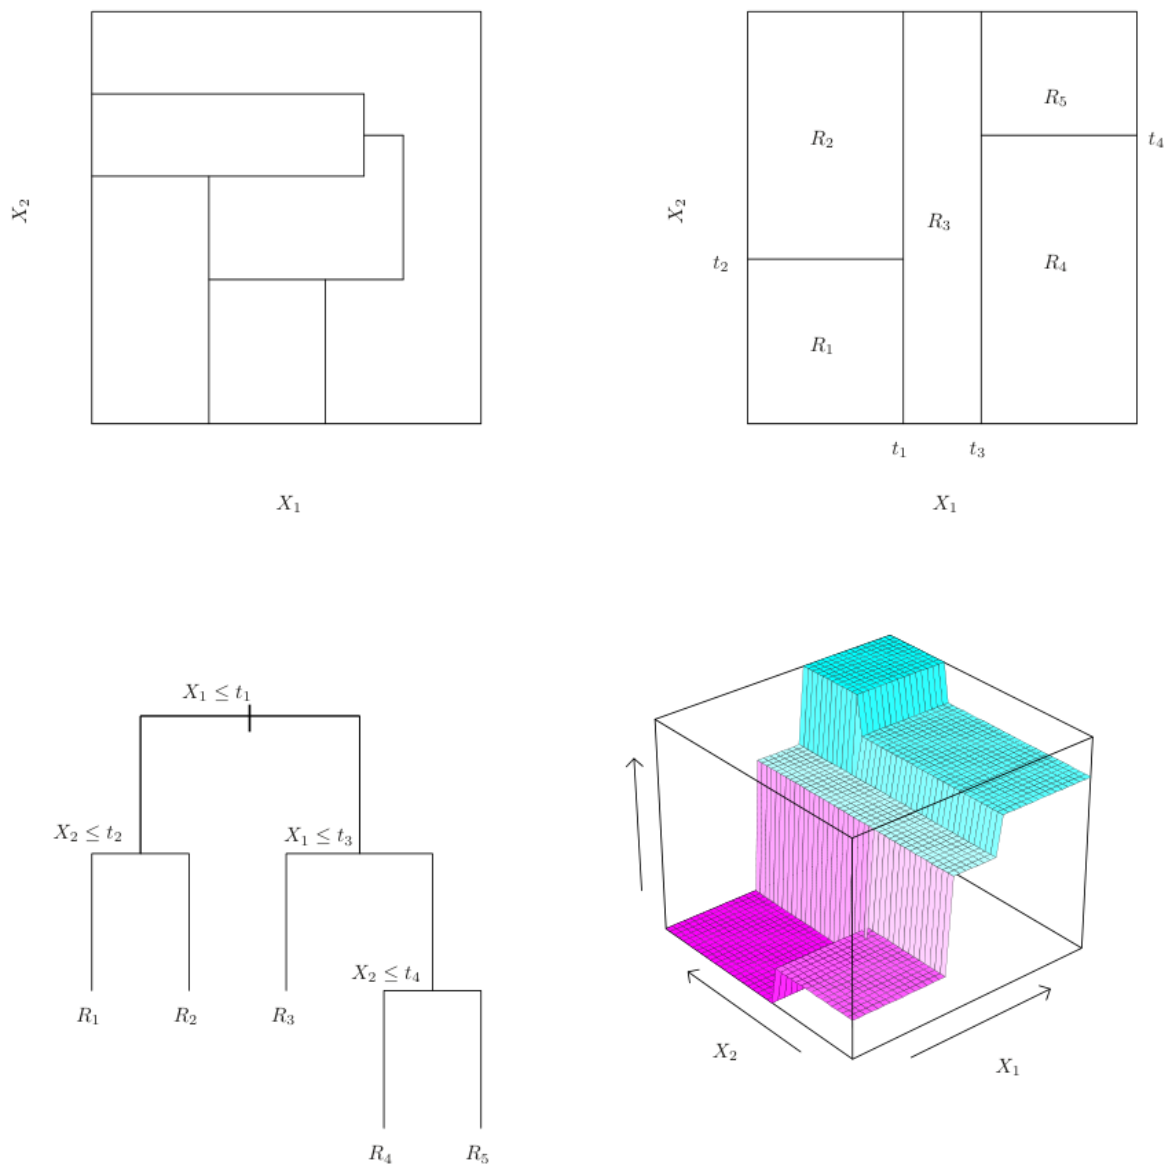 X₂
X₁
R₂
R₅
t₄
X₂
R₃
t₂
R₄
R₁
t₁
t₃
X₁
X₁ ≤ t₁
X₂ ≤ t₂
X₁ ≤ t₃
X₂ ≤ t₄
R₁
R₂
R₃
R₄
R₅
X₂
X₁